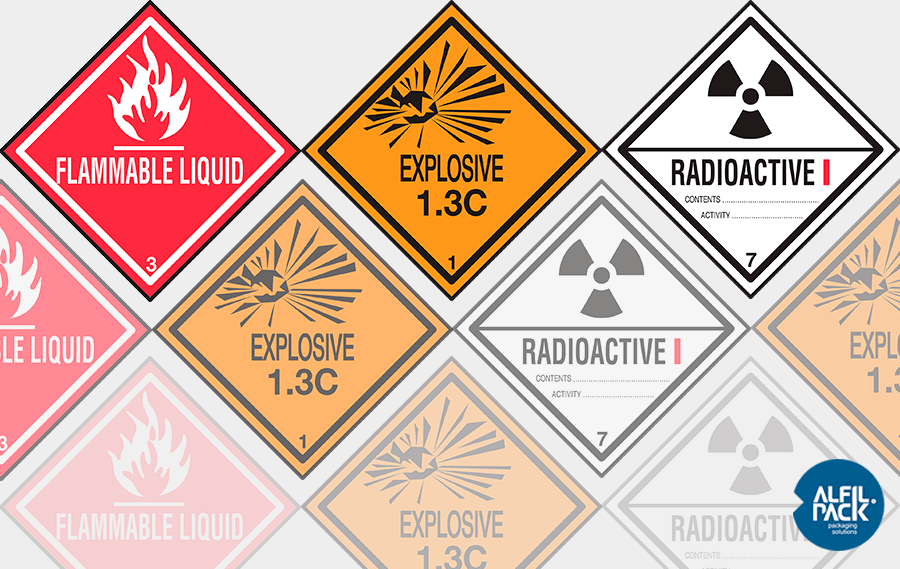 FLAMMABLE LIQUID
3
EXPLOSIVE
1.3C
1
RADIOACTIVE I
CONTENTS
ACTIVITY
7
LE LIQUID
3
EXPLOSIVE
1.3C
1
RADIOACTIVE I
CONTENTS
ACTIVITY
7
EXPL
1.3
FLAMMABLE LIQUID
EXPLOSIVE
1.3C
RADIOACTIV
CONTENTS
ALFIL.
PACK
packaging
solutions